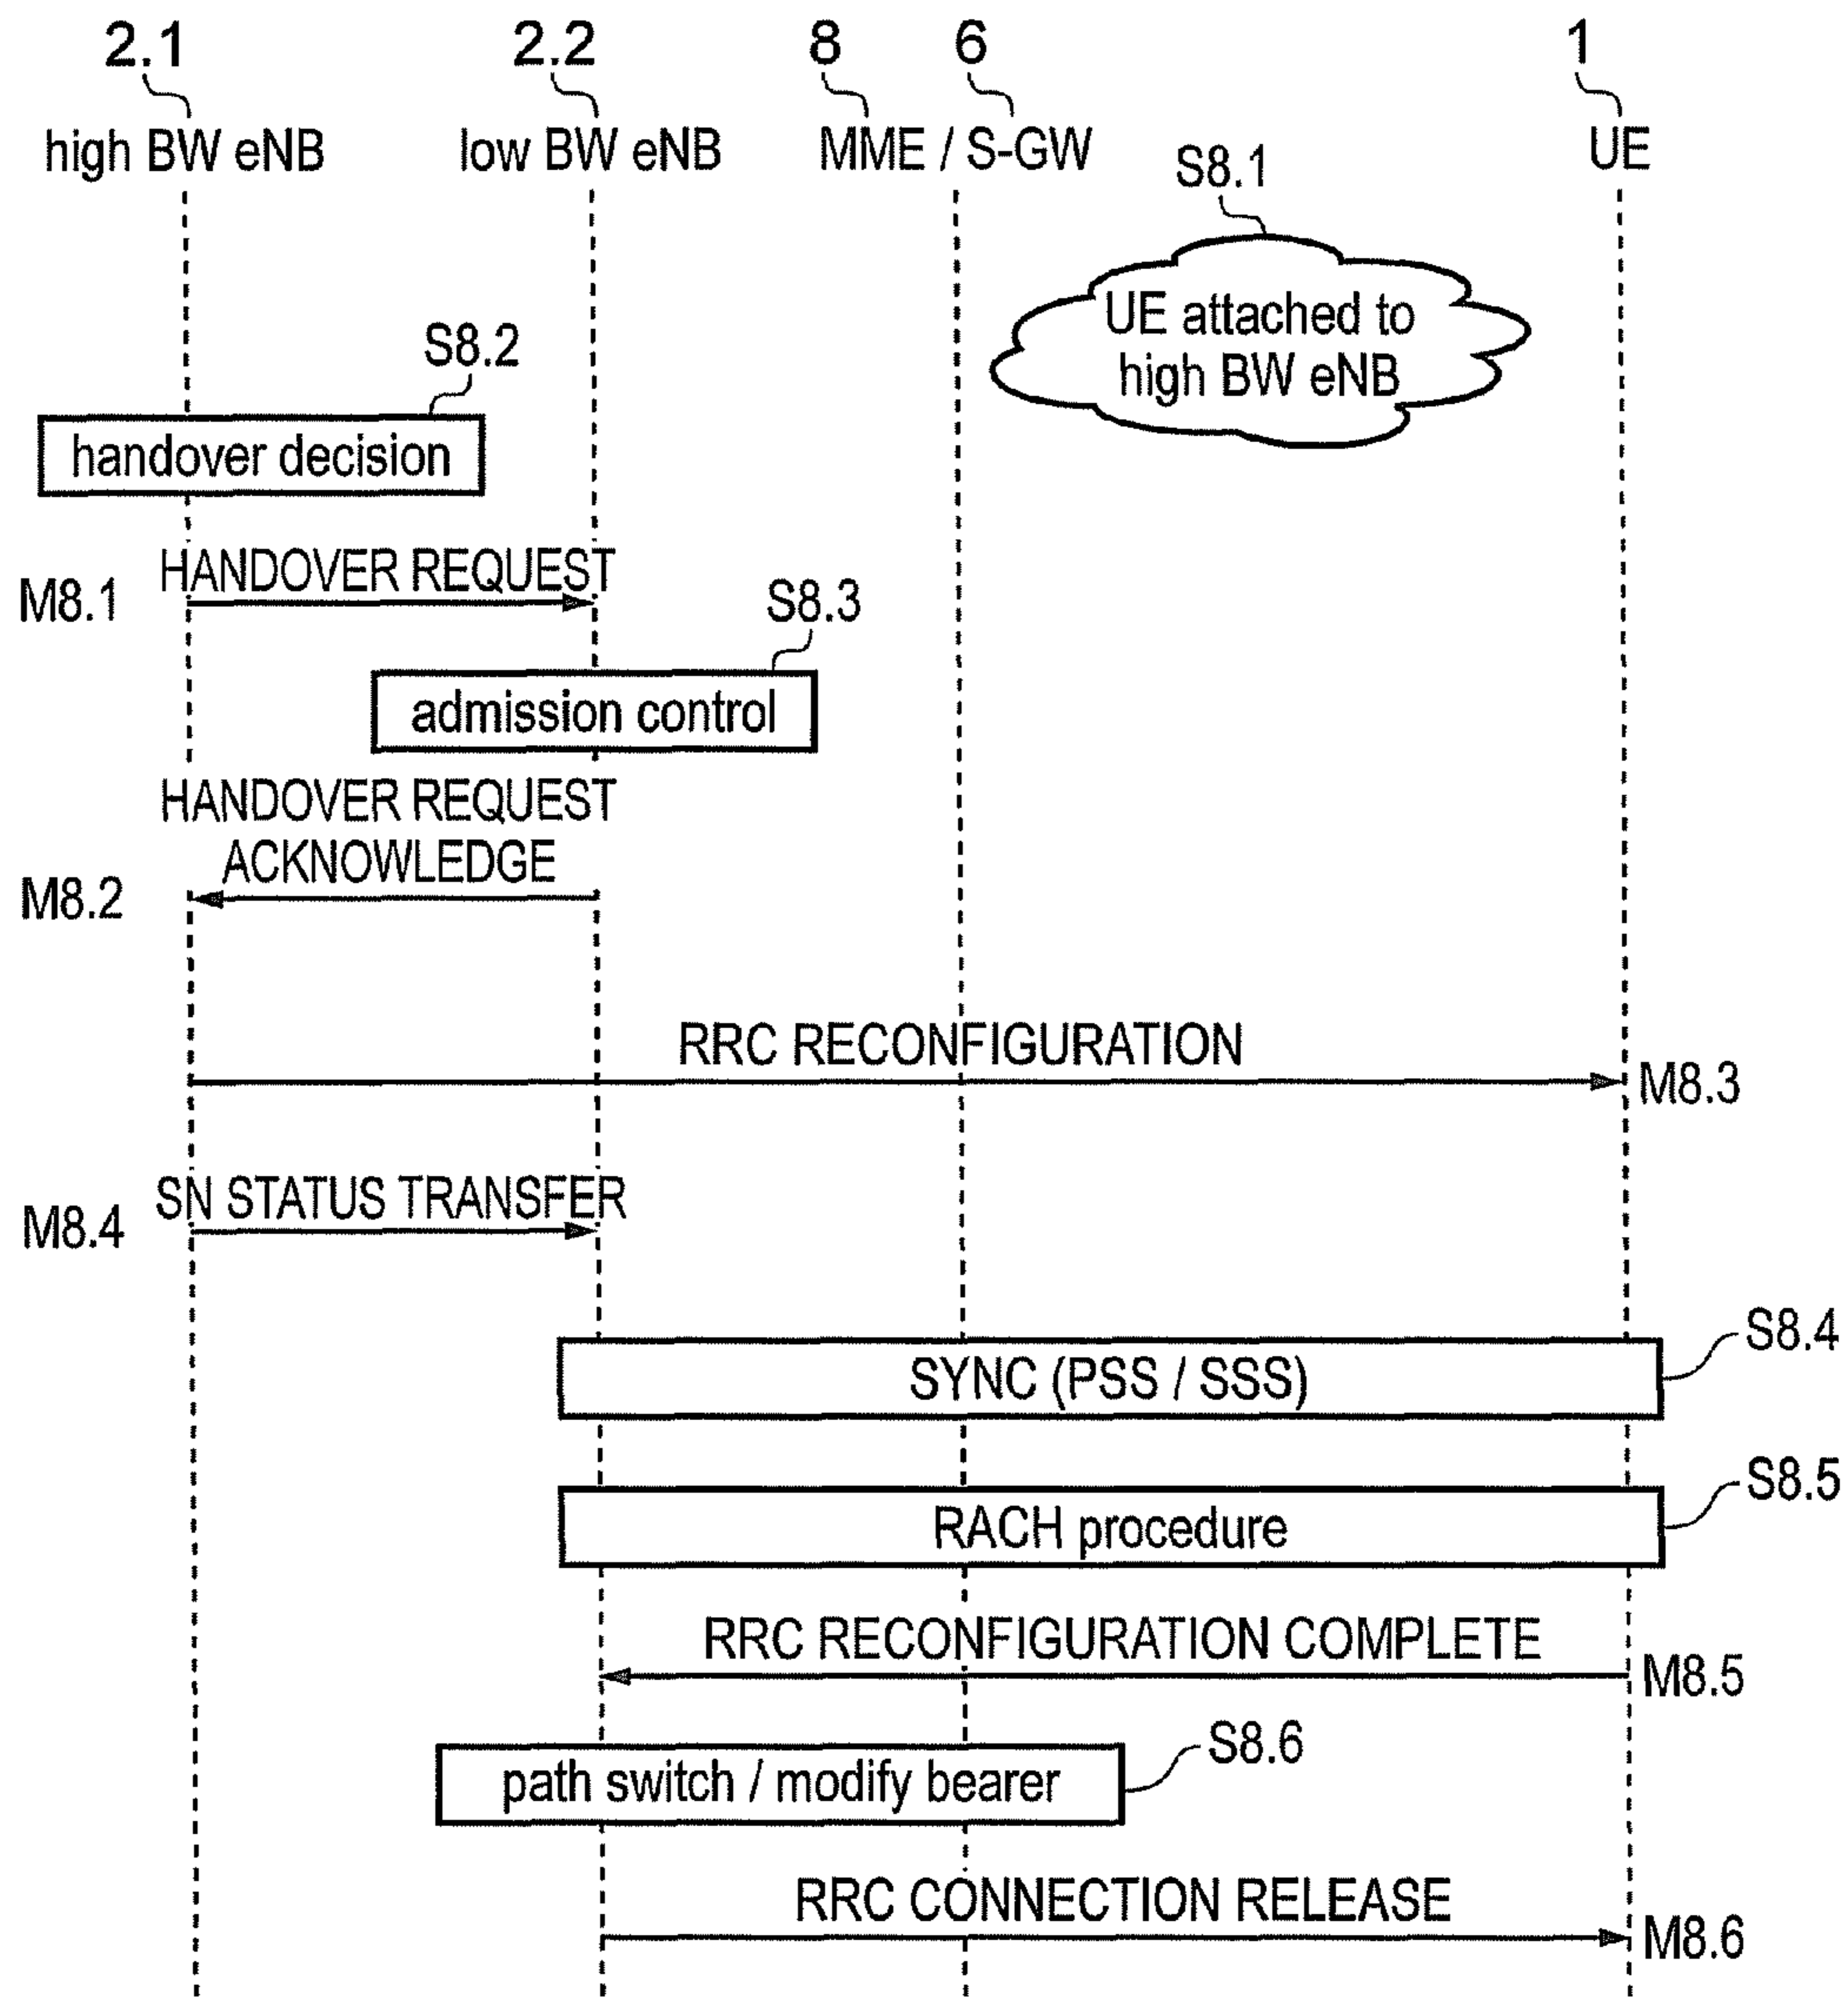 2.1
2.2
8
6
1
high BW eNB
low BW eNB
MME / S-GW
UE
S8.1
UE attached to
high BW eNB
S8.2
handover decision
HANDOVER REQUEST
M8.1
S8.3
admission control
HANDOVER REQUEST
ACKNOWLEDGE
M8.2
RRC RECONFIGURATION
M8.3
SN STATUS TRANSFER
M8.4
S8.4
SYNC (PSS / SSS)
S8.5
RACH procedure
RRC RECONFIGURATION COMPLETE
M8.5
S8.6
path switch / modify bearer
RRC CONNECTION RELEASE
M8.6